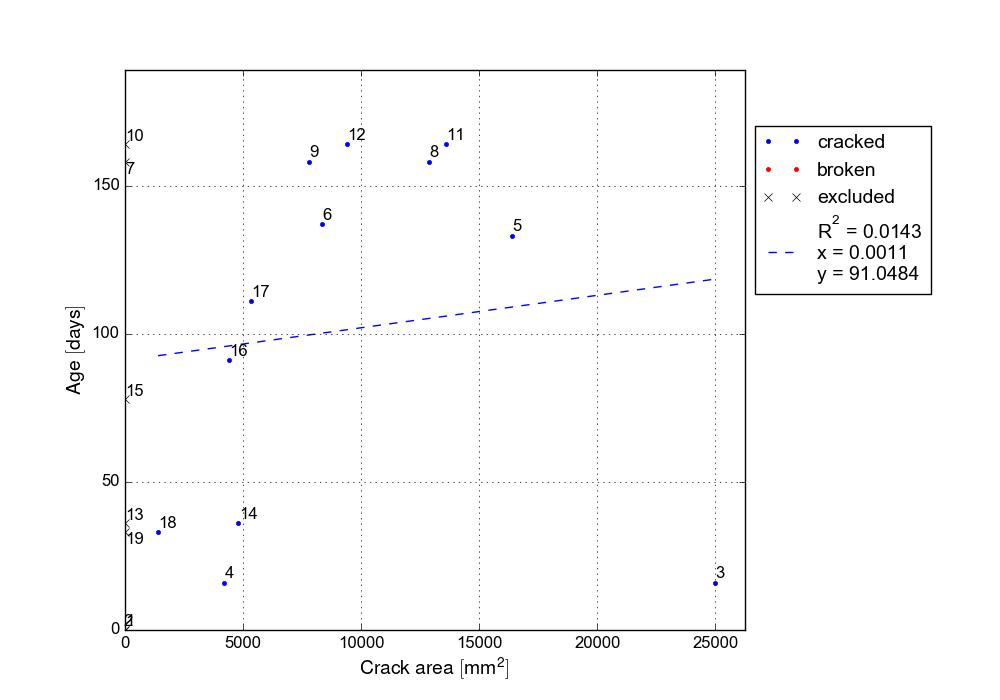 10
7
9
12
8
11
6
5
17
16
15
13
19
18
14
4
3
150
100
50
0
0 5000 10000 15000 20000 25000
Age [days]
Crack area [mm²]
cracked
broken
excluded
R² = 0.0143
x = 0.0011
y = 91.0484